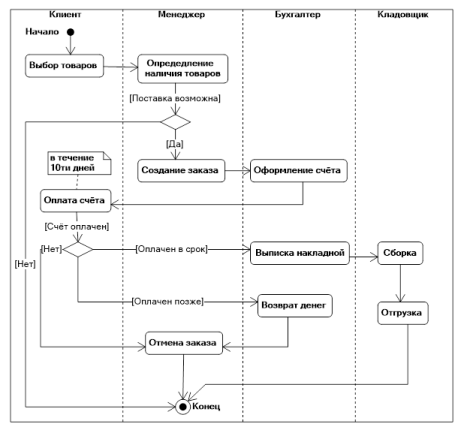 Клиент
Менеджер
Бухгалтер
Кладовщик
Начало
Выбор товаров
Опредедление
наличия товаров
[Поставка возможна]
[Да]
в течение
10ти дней
Создание заказа
Оформление счёта
Оплата счёта
[Счёт оплачен]
[Нет]
[Нет]
[Оплачен в срок]
Выписка накладной
Сборка
[Оплачен позже]
Возврат денег
Отгрузка
Отмена заказа
Конец